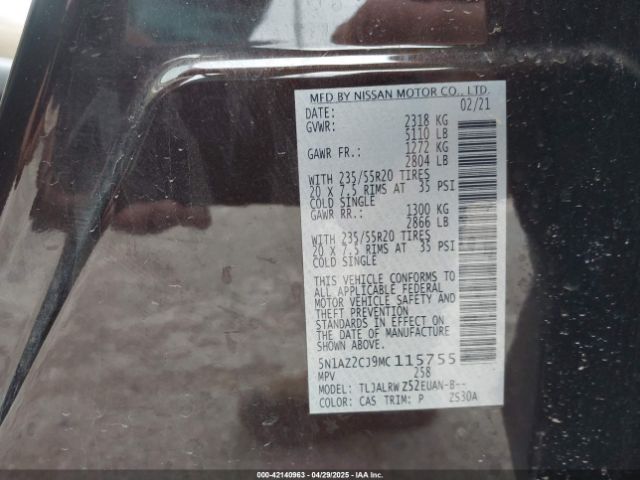 MFD BY NISSAN MOTOR CO., LTD.
DATE: 02/21
GVWR: 2318 KG
5110 LB
GAWR FR.: 1272 KG
2804 LB
WITH 235/55R20 TIRES
20 x 7.5 RIMS AT 35 PSI
COLD SINGLE
GAWR RR.: 1300 KG
2866 LB
WITH 235/55R20 TIRES
20 x 7.5 RIMS AT 35 PSI
COLD SINGLE
THIS VEHICLE CONFORMS TO
ALL APPLICABLE FEDERAL
MOTOR VEHICLE SAFETY AND
THEFT PREVENTION
STANDARDS IN EFFECT ON
THE DATE OF MANUFACTURE
SHOWN ABOVE.
5N1AZ2CJ9MC115755
MPV 258
MODEL: TLJALRWZ52EUAN-B--
COLOR: CAS TRIM: P ZS30A
000-42140963 - 04/29/2025 - IAA Inc.